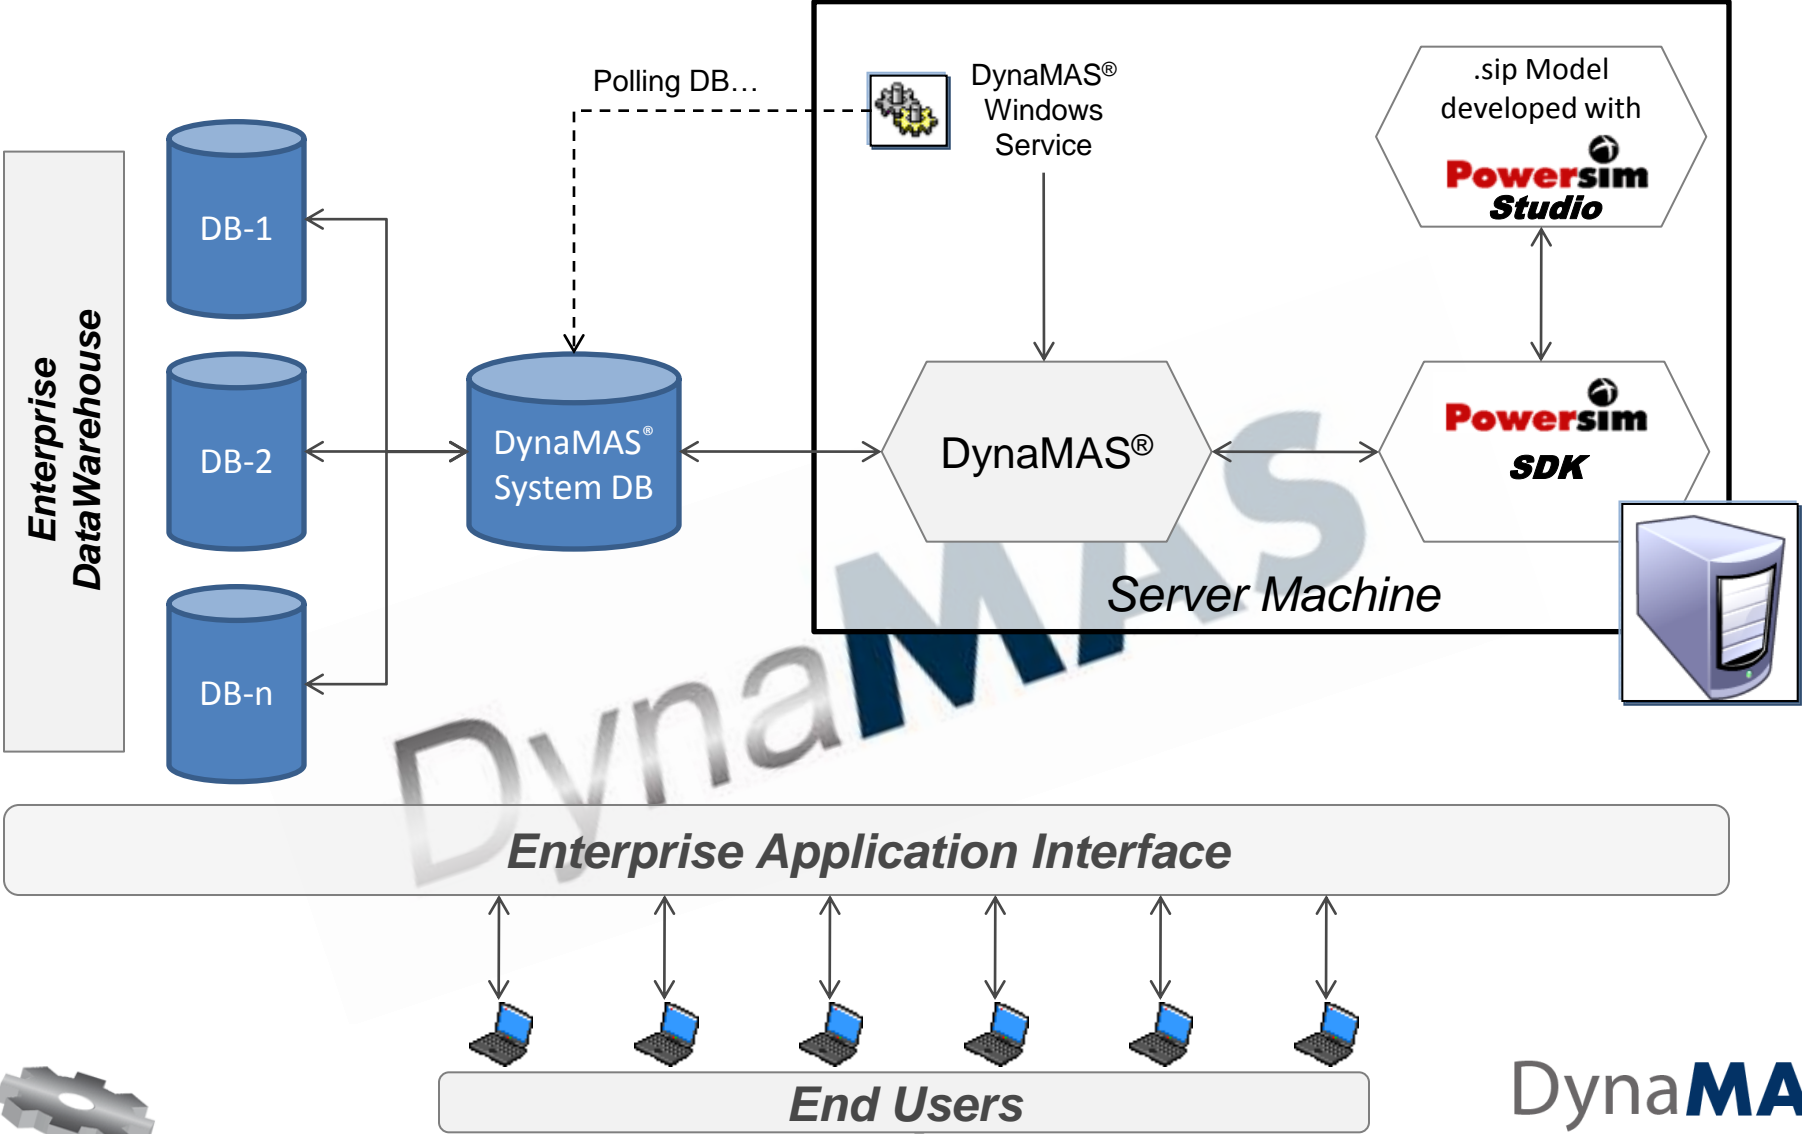 Polling DB…
DynaMAS®
Windows
Service
.sip Model
developed with
Powersim
Studio
Enterprise
DataWarehouse
DB-1
DB-2
DB-n
DynaMAS®
System DB
DynaMAS®
Powersim
SDK
Server Machine
DynaMAS
Enterprise Application Interface
End Users
DynaMA